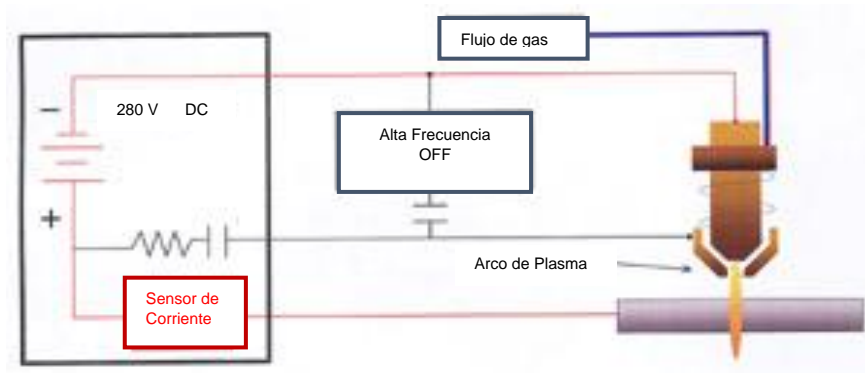 Flujo de gas
−
280 V DC
Alta Frecuencia
OFF
+
Arco de Plasma
Sensor de
Corriente